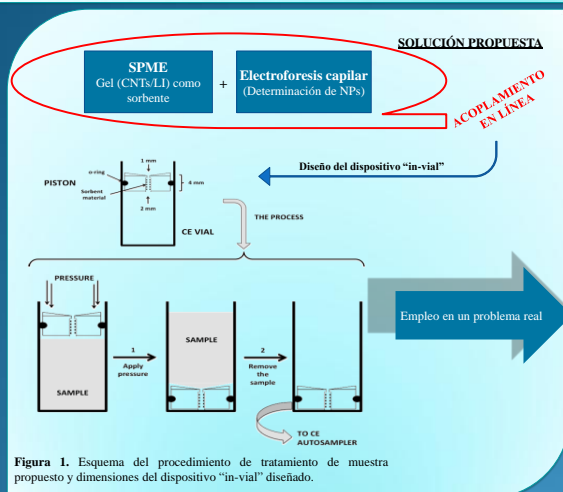 SOLUCIÓN PROPUESTA
SPME
Gel (CNTs/LI) como
sorbente
+
Electroforesis capilar
(Determinación de NPs)
ACOPLAMIENTO
EN LÍNEA
Diseño del dispositivo “in-vial”
1 mm
o-ring
PISTON
4 mm
Sorbent
material
2 mm
CE VIAL
THE PROCESS
PRESSURE
Empleo en un problema real
SAMPLE
1
Apply
pressure
SAMPLE
2
Remove
the
sample
TO CE
AUTOSAMPLER
Figura 1. Esquema del procedimiento de tratamiento de muestra
propuesto y dimensiones del dispositivo “in-vial” diseñado.